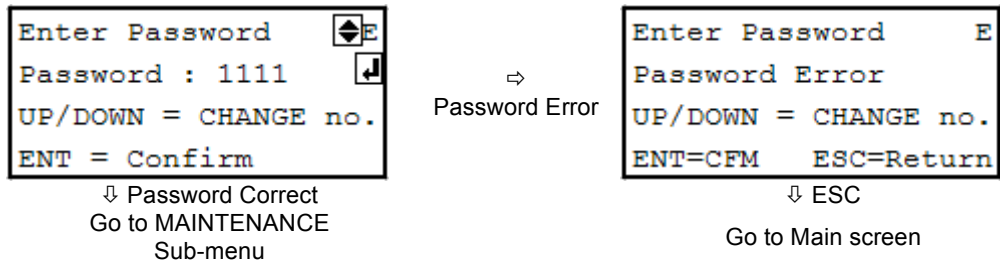 Enter Password E
Password : 1111
UP/DOWN = CHANGE no.
ENT = Confirm
⇩ Password Correct
Go to MAINTENANCE
Sub-menu
⇨
Password Error
Enter Password E
Password Error
UP/DOWN = CHANGE no.
ENT=CFM ESC=Return
⇩ ESC
Go to Main screen